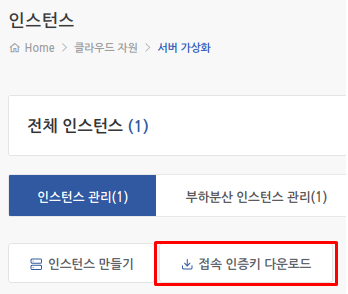 인스턴스
Home > 클라우드 자원 > 서버 가상화
전체 인스턴스 (1)
인스턴스 관리(1) 부하분산 인스턴스 관리(1)
인스턴스 만들기 접속 인증키 다운로드